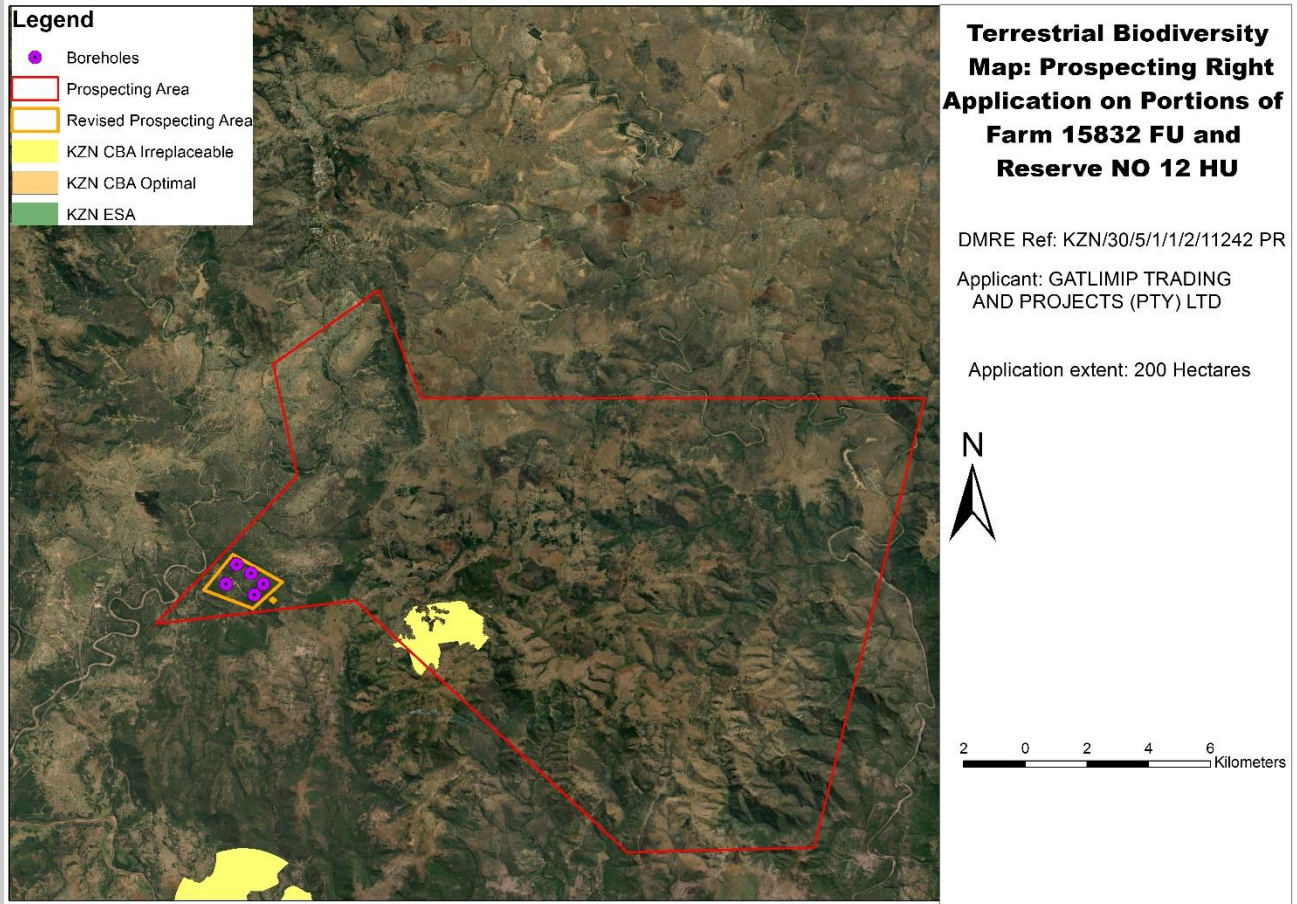 Legend
Boreholes
Prospecting Area
Revised Prospecting Area
KZN CBA Irreplaceable
KZN CBA Optimal
KZN ESA
Terrestrial Biodiversity
Map: Prospecting Right
Application on Portions of
Farm 15832 FU and
Reserve NO 12 HU
DMRE Ref: KZN/30/5/1/1/2/11242 PR
Applicant: GATLIMIP TRADING
AND PROJECTS (PTY) LTD
Application extent: 200 Hectares
N
2 0 2 4 6
Kilometers